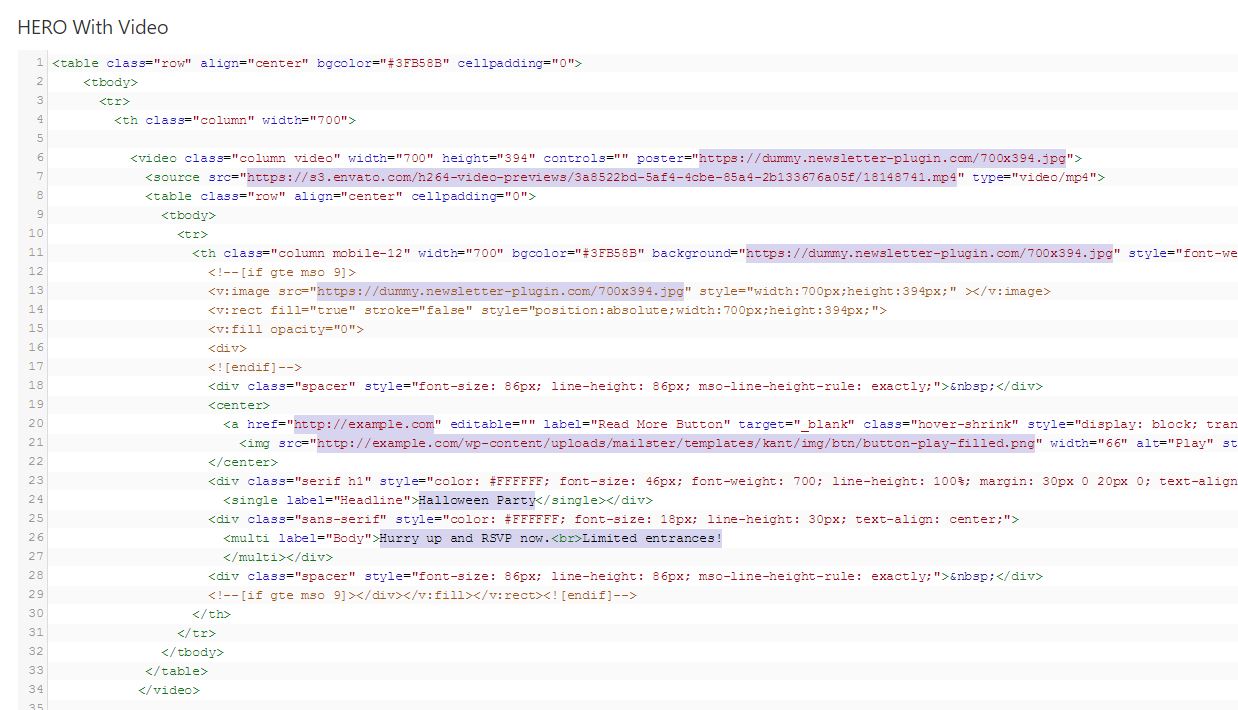 HERO With Video
1 <table class="row" align="center" bgcolor="#3FB58B" cellpadding="0">
2 <tbody>
3 <tr>
4 <th class="column" width="700">
5
6 <video class="column video" width="700" height="394" controls="" poster="https://dummy.newsletter-plugin.com/700x394.jpg">
7 <source src="https://s3.envato.com/h264-video-previews/3a8522bd-5af4-4cbe-85a4-2b133676a05f/18148741.mp4" type="video/mp4">
8 <table class="row" align="center" cellpadding="0">
9 <tbody>
10 <tr>
11 <th class="column mobile-12" width="700" bgcolor="#3FB58B" background="https://dummy.newsletter-plugin.com/700x394.jpg" style="font-we
12 <!--[if gte mso 9]>
13 <v:image src="https://dummy.newsletter-plugin.com/700x394.jpg" style="width:700px;height:394px;" ></v:image>
14 <v:rect fill="true" stroke="false" style="position:absolute;width:700px;height:394px;">
15 <v:fill opacity="0">
16 <div>
17 <![endif]-->
18 <div class="spacer" style="font-size: 86px; line-height: 86px; mso-line-height-rule: exactly;">&nbsp;</div>
19 <center>
20 <a href="http://example.com" editable="" label="Read More Button" target="_blank" class="hover-shrink" style="display: block; tran
21 <img src="http://example.com/wp-content/uploads/mailster/templates/kant/img/btn/button-play-filled.png" width="66" alt="Play" st
22 </center>
23 <div class="serif h1" style="color: #FFFFFF; font-size: 46px; font-weight: 700; line-height: 100%; margin: 30px 0 20px 0; text-align
24 <single label="Headline">Halloween Party</single></div>
25 <div class="sans-serif" style="color: #FFFFFF; font-size: 18px; line-height: 30px; text-align: center;">
26 <multi label="Body">Hurry up and RSVP now.<br>Limited entrances!
27 </multi></div>
28 <div class="spacer" style="font-size: 86px; line-height: 86px; mso-line-height-rule: exactly;">&nbsp;</div>
29 <!--[if gte mso 9]></div></v:fill></v:rect><![endif]-->
30 </th>
31 </tr>
32 </tbody>
33 </table>
34 </video>
35